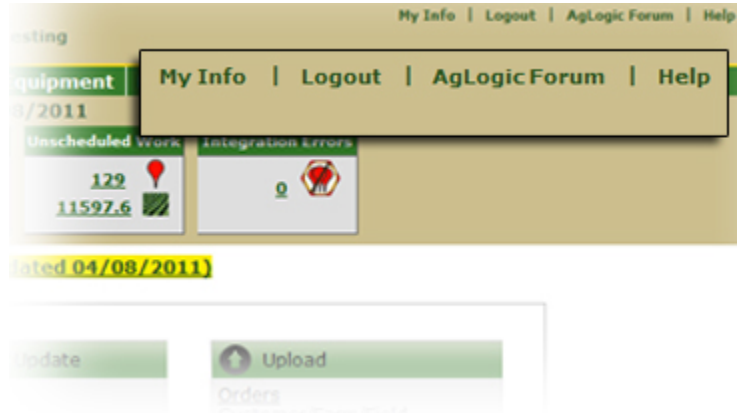 My Info | Logout | AgLogic Forum | Help
esting
quipment
My Info | Logout | AgLogic Forum | Help
8/2011
Unscheduled Work Integration Errors
129 0
11597.6
dated 04/08/2011)
Update Upload
Orders